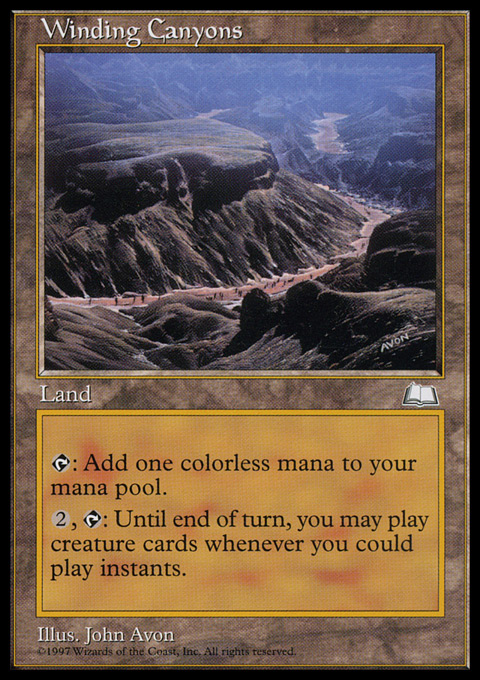 Winding Canyons
AVON
Land
: Add one colorless mana to your
mana pool.
2, : Until end of turn, you may play
creature cards whenever you could
play instants.
Illus. John Avon
©1997 Wizards of the Coast, Inc. All rights reserved.